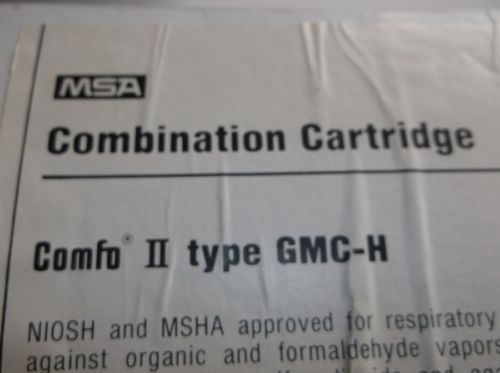 MSA
Combination Cartridge
Comfo® II type GMC-H
NIOSH and MSHA approved for respiratory
against organic and formaldehyde vapors